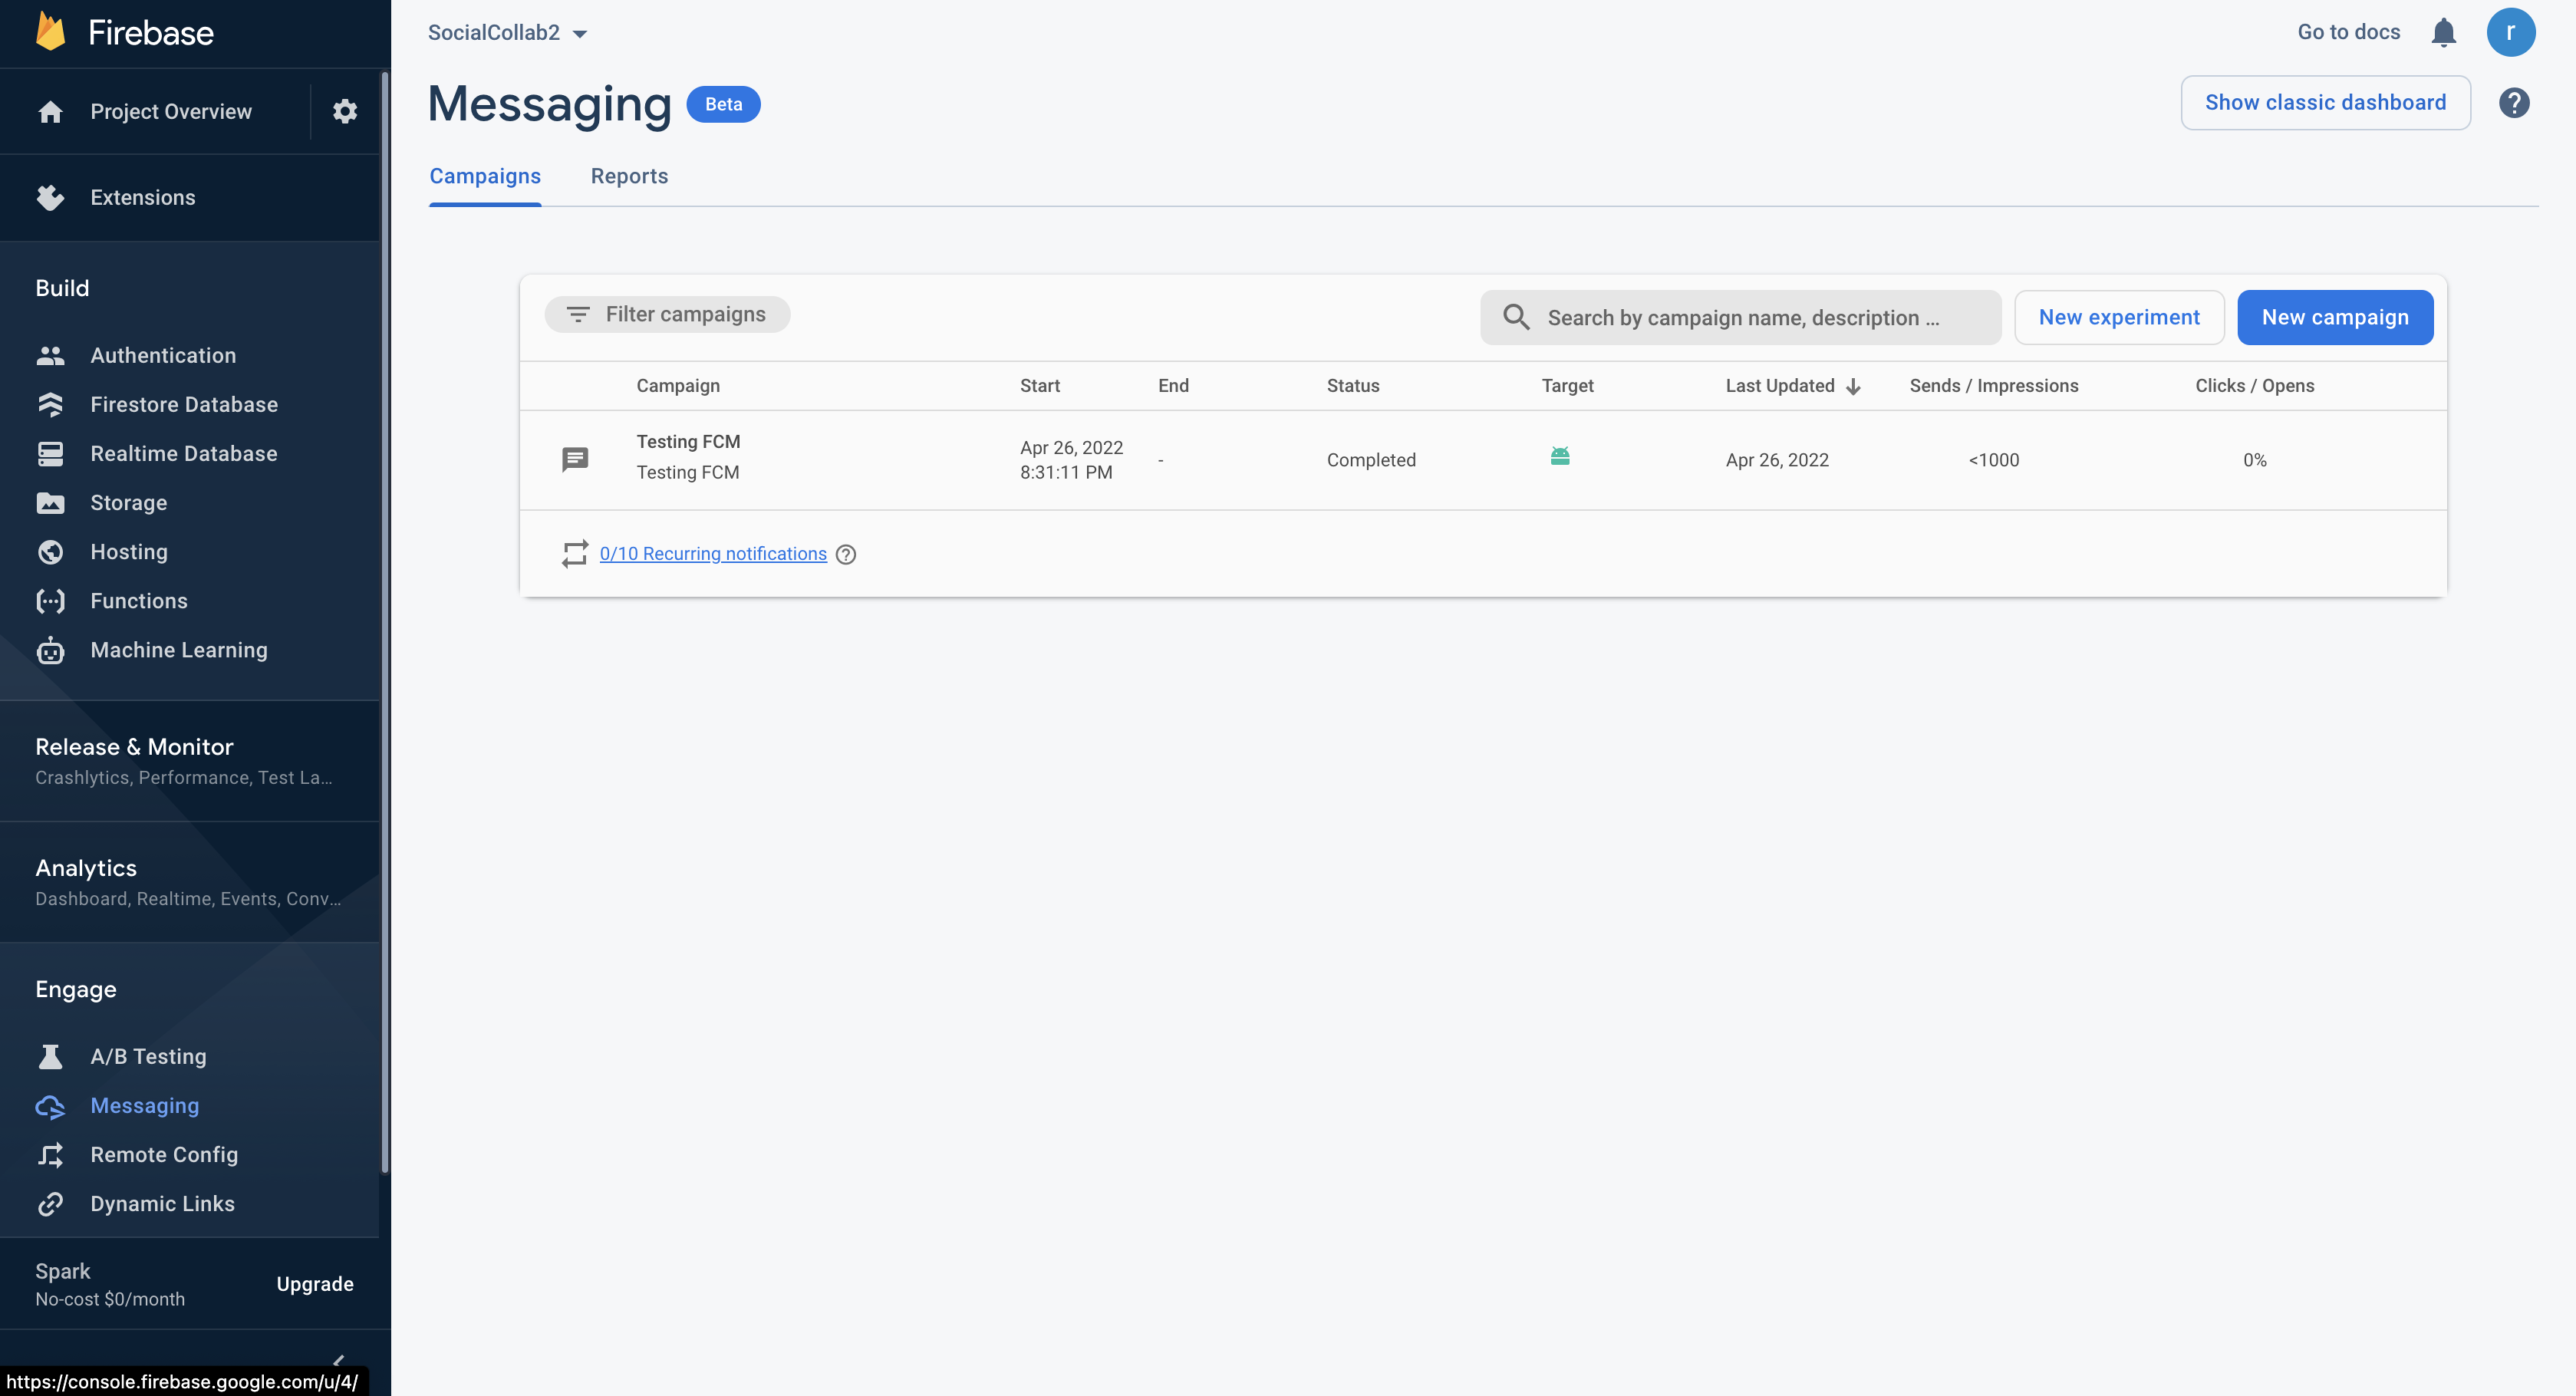 Firebase
Project Overview
Extensions
Build
Authentication
Firestore Database
Realtime Database
Storage
Hosting
Functions
Machine Learning
Release & Monitor
Crashlytics, Performance, Test La...
Analytics
Dashboard, Realtime, Events, Conv...
Engage
A/B Testing
Messaging
Remote Config
Dynamic Links
Spark
No-cost $0/month
Upgrade
https://console.firebase.google.com/u/4/
SocialCollab2
Go to docs
r
Messaging Beta
Show classic dashboard
?
Campaigns Reports
Filter campaigns
Search by campaign name, description ...
New experiment
New campaign
Campaign Start End Status Target Last Updated Sends / Impressions Clicks / Opens
Testing FCM
Testing FCM
Apr 26, 2022
8:31:11 PM
-
Completed
Apr 26, 2022
<1000
0%
0/10 Recurring notifications ?